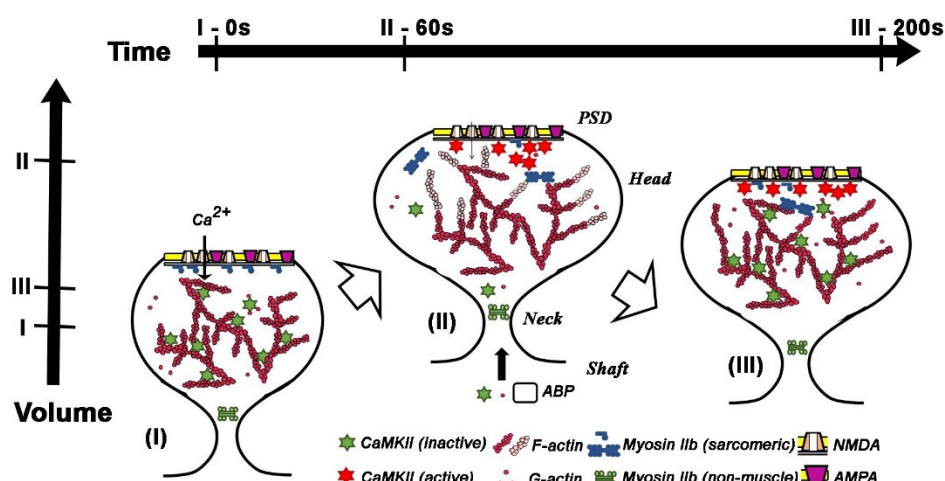 I - 0s
II - 60s
III - 200s
Time
PSD
II
Head
Ca2+
III
(II)
Neck
I
(III)
Shaft
ABP
Volume
(I)
CaMKII (inactive)
F-actin
Myosin IIb (sarcomeric)
NMDA
CaMKII (active)
G-actin
Myosin IIb (non-muscle)
AMPA